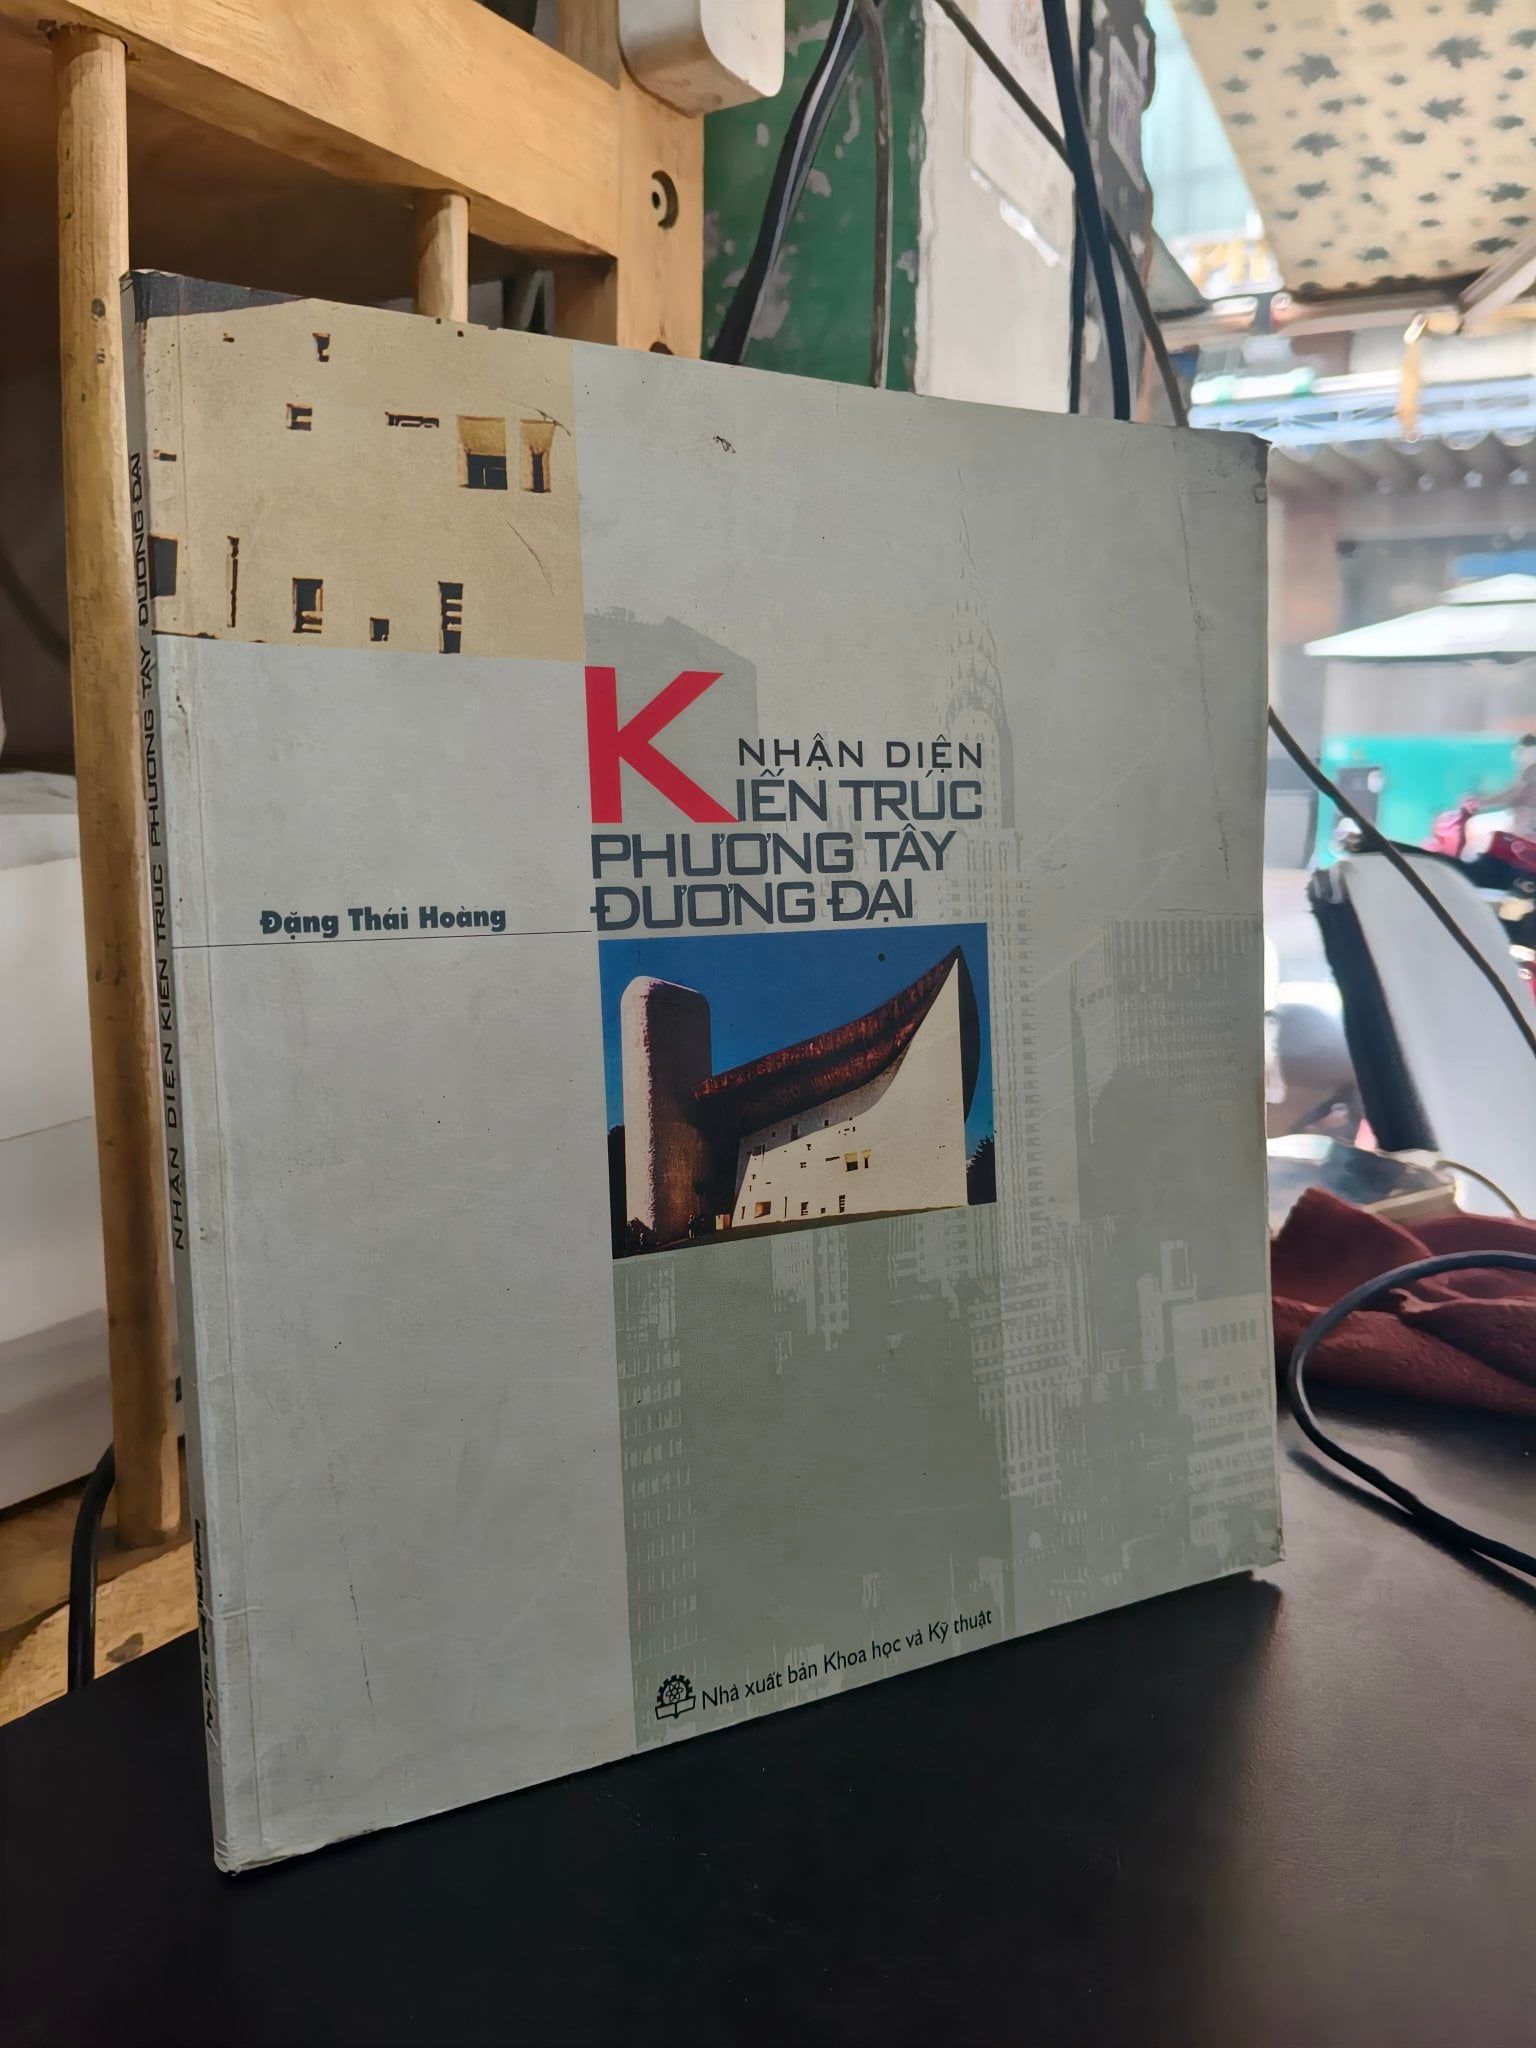 NHẬN DIỆN
KIẾN TRÚC
PHƯƠNG TÂY
ĐƯƠNG ĐẠI
Đặng Thái Hoàng
Nhà xuất bản Khoa học và Kỹ thuật
NHẬN DIỆN KIẾN TRÚC PHƯƠNG TÂY ĐƯƠNG ĐẠI